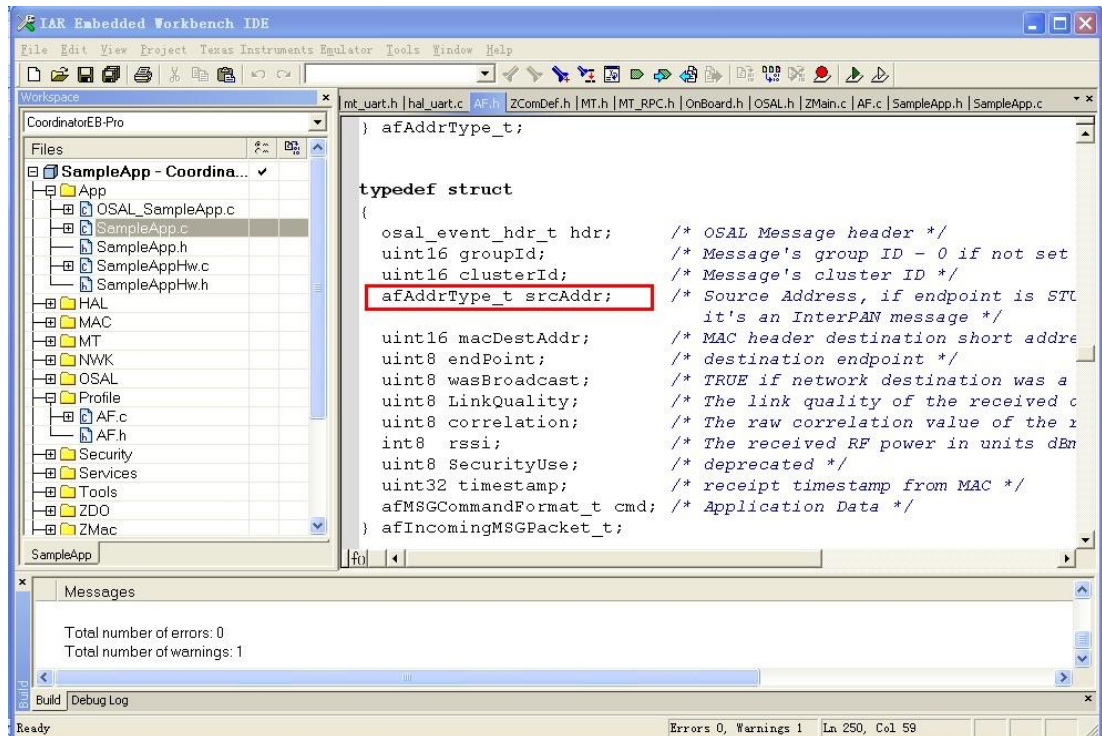 IAR Embedded Workbench IDE
File Edit View Project Texas Instruments Emulator Tools Window Help
Workspace
CoordinatorEB-Pro
Files
SampleApp - Coordina...
App
OSAL_SampleApp.c
SampleApp.c
SampleApp.h
SampleAppHw.c
SampleAppHw.h
HAL
MAC
MT
NWK
OSAL
Profile
AF.c
AF.h
Security
Services
Tools
ZDO
ZMac
SampleApp
mt_uart.h | hal_uart.c AF.h ZComDef.h | MT.h | MT_RPC.h | OnBoard.h | OSAL.h | ZMain.c | AF.c | SampleApp.h | SampleApp.c
} afAddrType_t;
typedef struct
{
osal_event_hdr_t hdr; /* OSAL Message header */
uint16 groupId; /* Message's group ID - 0 if not set
uint16 clusterId; /* Message's cluster ID */
afAddrType_t srcAddr; /* Source Address, if endpoint is STU
it's an InterPAN message */
uint16 macDestAddr; /* MAC header destination short addre
uint8 endPoint; /* destination endpoint */
uint8 wasBroadcast; /* TRUE if network destination was a
uint8 LinkQuality; /* The link quality of the received
uint8 correlation; /* The raw correlation value of the
int8 rssi; /* The received RF power in units dBm
uint8 SecurityUse; /* deprecated */
uint32 timestamp; /* receipt timestamp from MAC */
afMSGCommandFormat_t cmd; /* Application Data */
} afIncomingMSGPacket_t;
f0
Messages
Total number of errors: 0
Total number of warnings: 1
Build
Build Debug Log
Ready
Errors 0, Warnings 1 Ln 250, Col 59